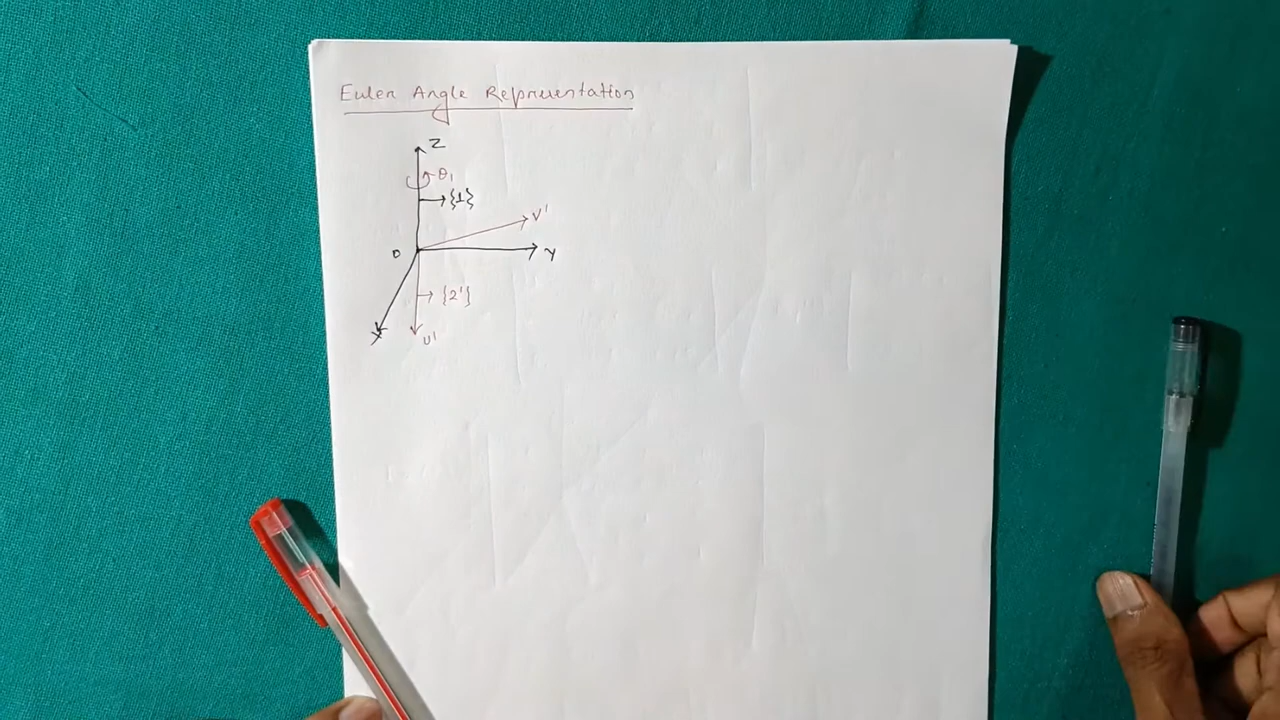 Euler Angle Representation
Z
θ1
{1}
V'
O
Y
{2'}
X
U'